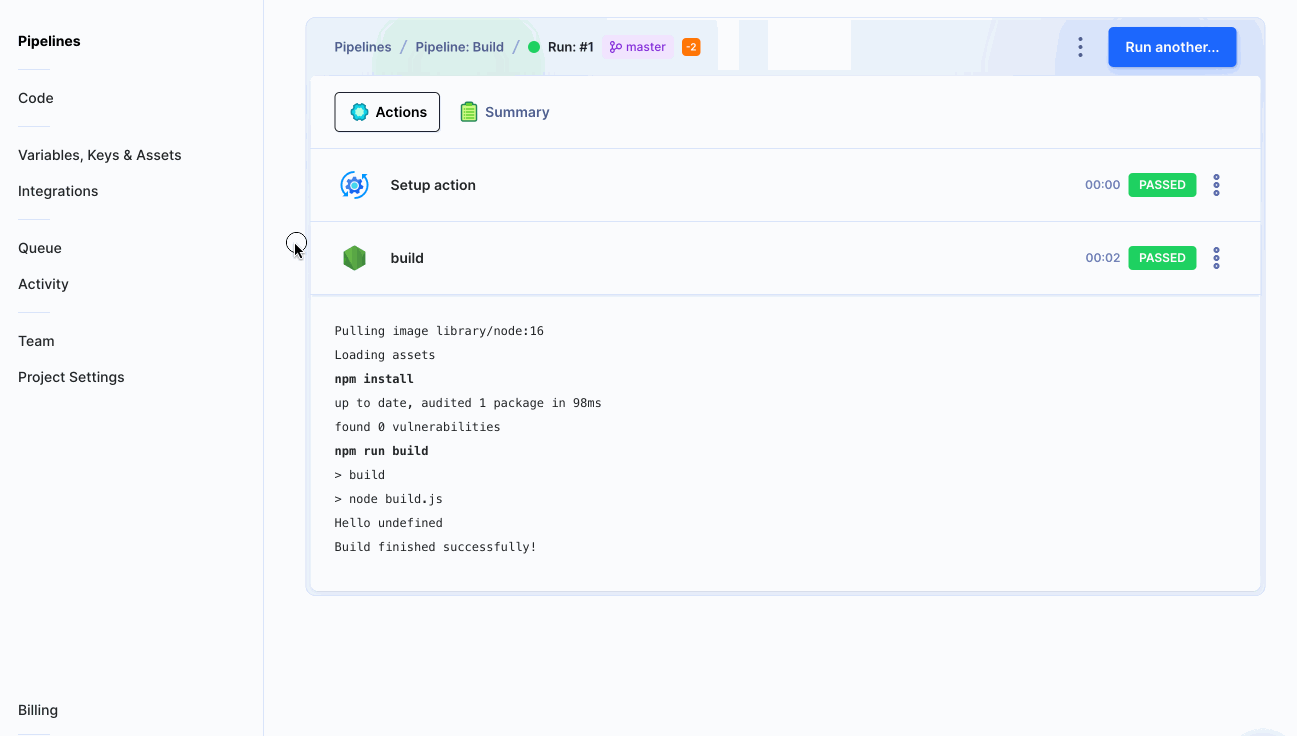 Pipelines
Code
Variables, Keys & Assets
Integrations
Queue
Activity
Team
Project Settings
Billing
Pipelines / Pipeline: Build / Run: #1 master -2
Run another...
Actions Summary
Setup action 00:00 PASSED
build 00:02 PASSED
Pulling image library/node:16
Loading assets
npm install
up to date, audited 1 package in 98ms
found 0 vulnerabilities
npm run build
> build
> node build.js
Hello undefined
Build finished successfully!